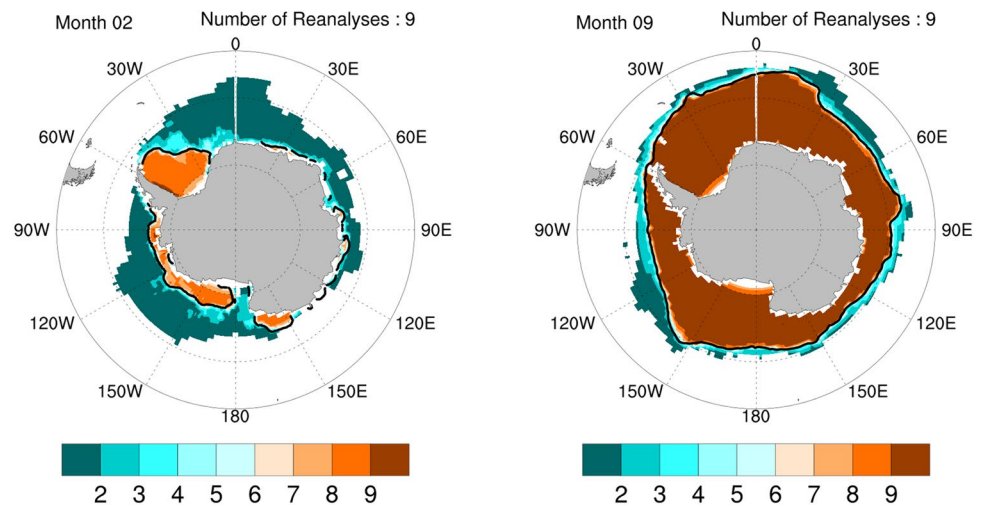 Month 02 Number of Reanalyses : 9
0
30W 30E
60W 60E
90W 90E
120W 120E
150W 150E
180
2 3 4 5 6 7 8 9
Month 09 Number of Reanalyses : 9
0
30W 30E
60W 60E
90W 90E
120W 120E
150W 150E
180
2 3 4 5 6 7 8 9